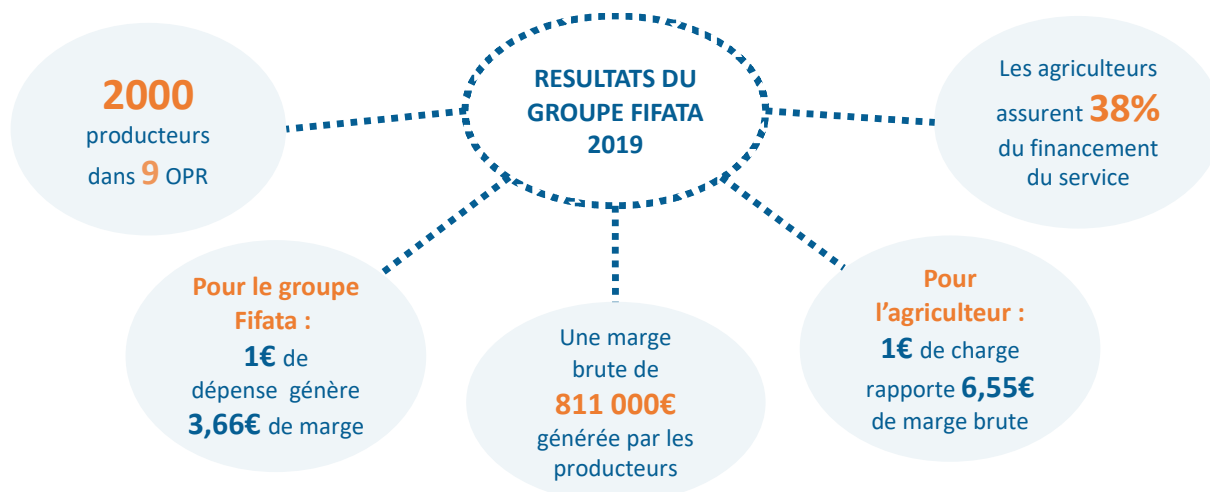 RESULTATS DU
GROUPE FIFATA
2019
2000
producteurs
dans 9 OPR
Les agriculteurs
assurent 38%
du financement
du service
Pour le groupe
Fifata :
1€ de
dépense génère
3,66€ de marge
Une marge
brute de
811 000€
générée par les
producteurs
Pour
l’agriculteur :
1€ de charge
rapporte 6,55€
de marge brute